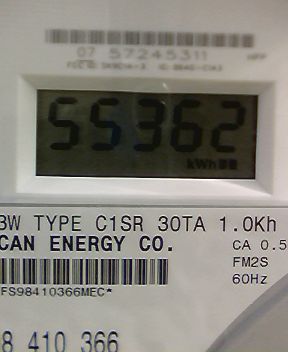 07 57245311
55362
kWh
3W TYPE C1SR 30TA 1.0Kh
CAN ENERGY CO.
CA 0.5
FM2S
60Hz
FS98410366MEC*
8 410 366